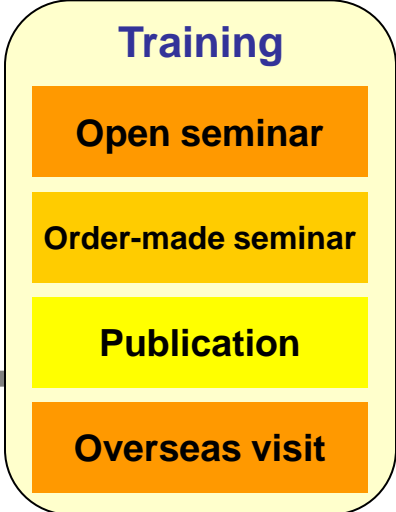 Training
Open seminar
Order-made seminar
Publication
Overseas visit